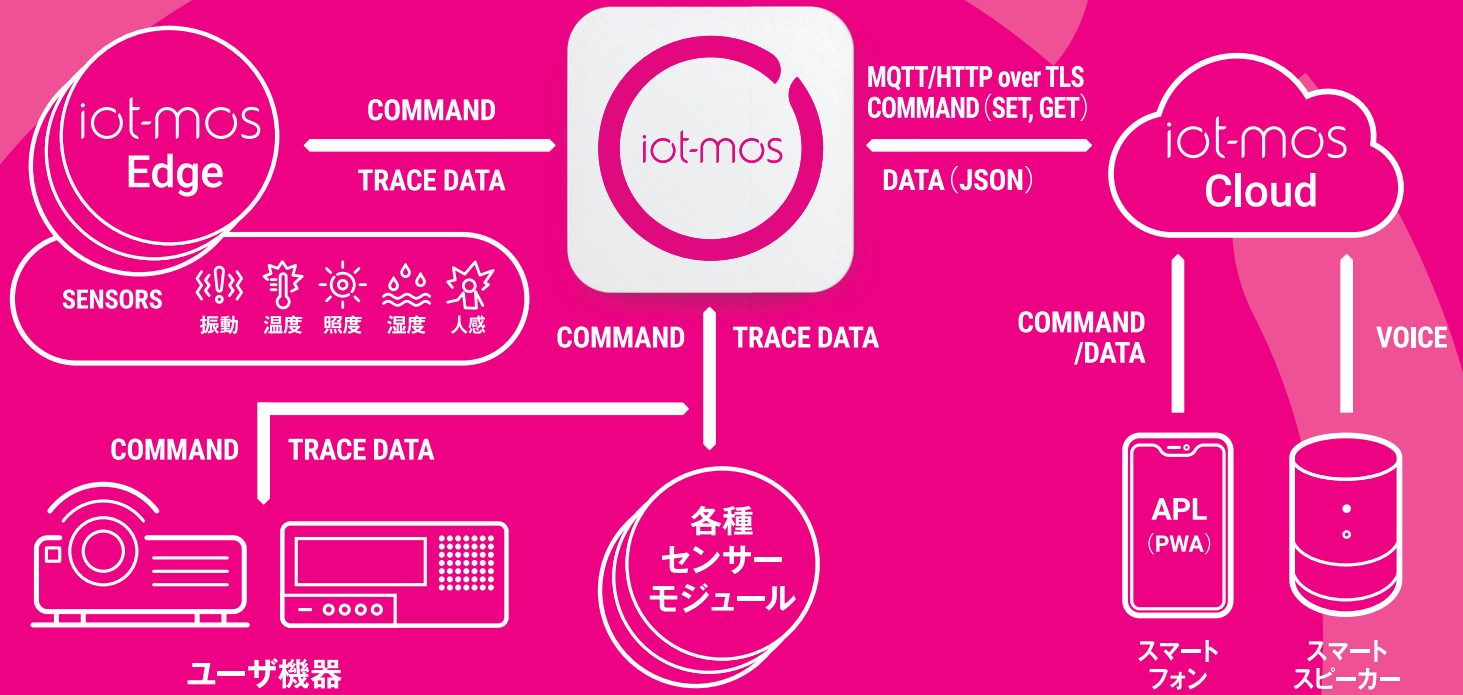 iot-mos
Edge
COMMAND
TRACE DATA
iot-mos
MQTT/HTTP over TLS
COMMAND（SET, GET）
DATA（JSON）
iot-mos
Cloud
SENSORS
振動
温度
照度
湿度
人感
COMMAND
TRACE DATA
COMMAND
/DATA
VOICE
COMMAND
TRACE DATA
各種
センサー
モジュール
APL
（PWA）
ユーザ機器
スマート
フォン
スマート
スピーカー